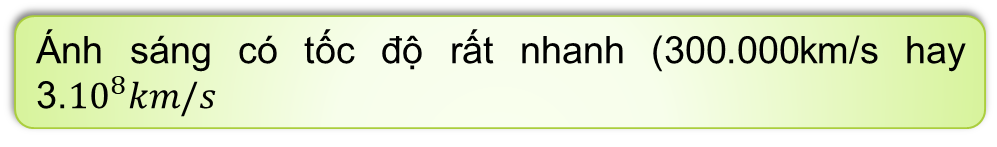 Ánh sáng có tốc độ rất nhanh (300.000km/s hay
3.10⁸km/s